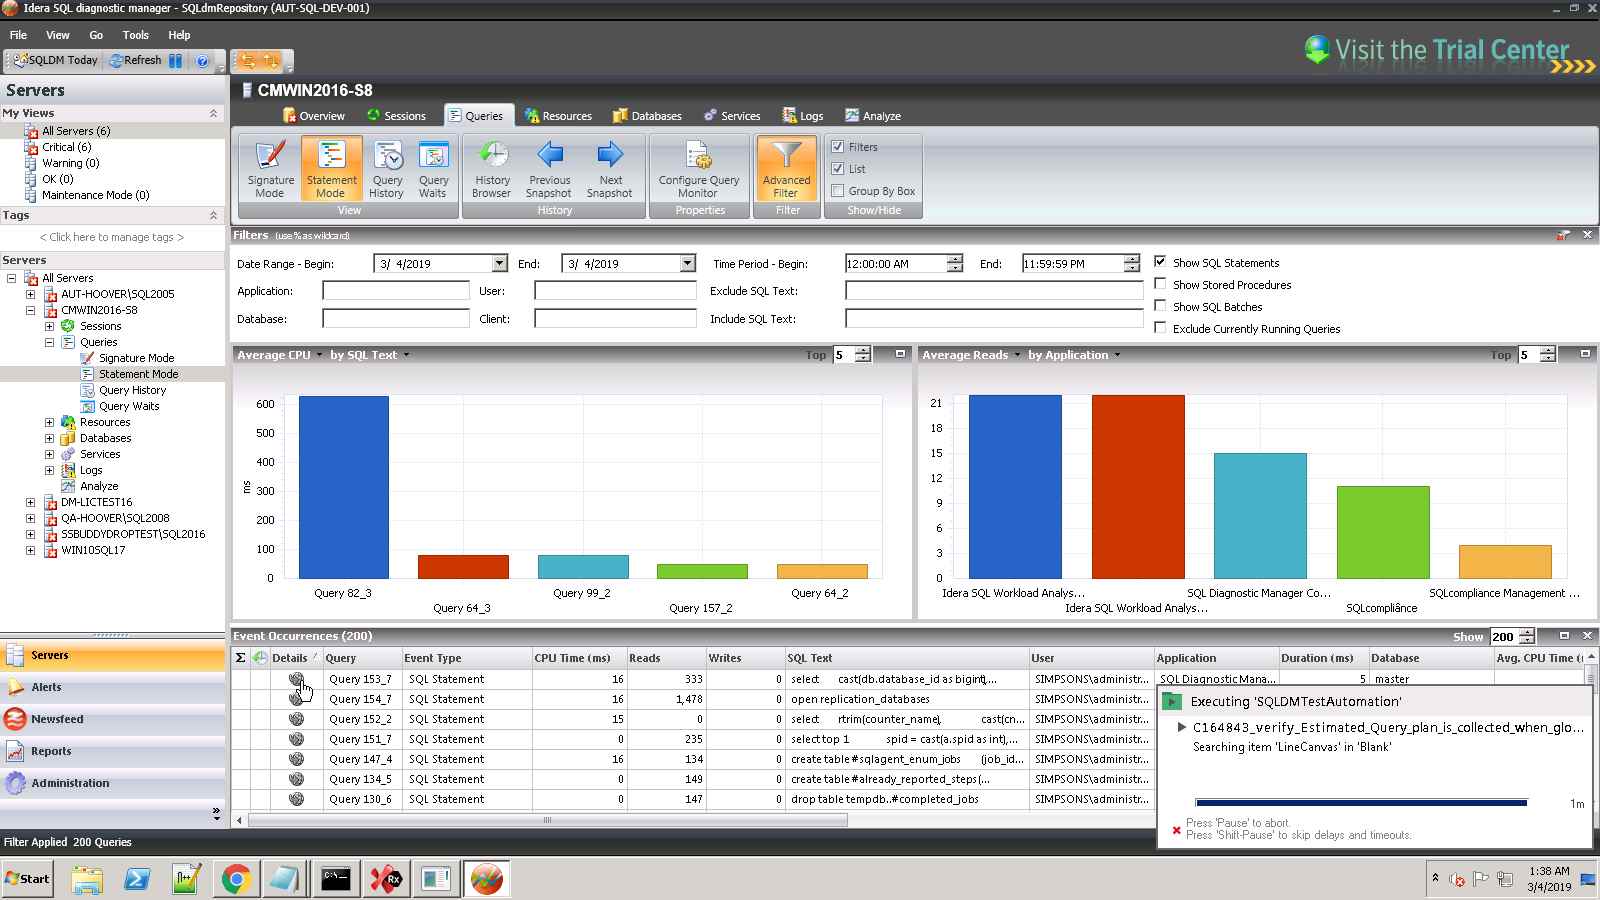 Idera SQL diagnostic manager - SQLdmRepository (AUT-SQL-DEV-001)
File View Go Tools Help
SQLDM Today Refresh
Visit the Trial Center
Servers
My Views
All Servers (6)
Critical (6)
Warning (0)
OK (0)
Maintenance Mode (0)
Tags
< Click here to manage tags >
Servers
All Servers
AUT-HOOVER\SQL2005
CMWIN2016-S8
Sessions
Queries
Signature Mode
Statement Mode
Query History
Query Waits
Resources
Databases
Services
Logs
Analyze
DM-LICTEST16
QA-HOOVER\SQL2008
SSBUDDYDROPTEST\SQL2016
WIN10SQL17
Servers
Alerts
Newsfeed
Reports
Administration
CMWIN2016-S8
Overview Sessions Queries Resources Databases Services Logs Analyze
Signature Mode
Statement Mode
Query History
Query Waits
View
History Browser
Previous Snapshot
Next Snapshot
History
Configure Query Monitor
Properties
Advanced Filter
Filter
Filters
List
Group By Box
Show/Hide
Filters (use % as wildcard)
Date Range - Begin: 3/ 4/2019 End: 3/ 4/2019 Time Period - Begin: 12:00:00 AM End: 11:59:59 PM Show SQL Statements
Show Stored Procedures
Application: User: Exclude SQL Text:
Show SQL Batches
Database: Client: Include SQL Text:
Exclude Currently Running Queries
Average CPU by SQL Text Top 5
600
500
400
ms 300
200
100
0
Query 82_3 Query 64_3 Query 99_2 Query 157_2 Query 64_2
Average Reads by Application Top 5
21
18
15
12
9
6
3
0
Idera SQL Workload Analys... Idera SQL Workload Analys... SQL Diagnostic Manager Co... SQLcompliânce SQLcompliance Management ...
Event Occurrences (200) Show 200
Σ Details Query Event Type CPU Time (ms) Reads Writes SQL Text User Application Duration (ms) Database Avg. CPU Time (
Query 153_7 SQL Statement 16 333 0 select cast(db.database_id as bigint),... SIMPSONS\administr... SQL Diagnostic Mana... 5 master
Query 154_7 SQL Statement 16 1,478 0 open replication_databases SIMPSONS\administr...
Query 152_2 SQL Statement 15 0 0 select rtrim(counter_name), cast(cn... SIMPSONS\administr...
Query 151_7 SQL Statement 0 235 0 select top 1 spid = cast(a.spid as int),... SIMPSONS\administr...
Query 147_4 SQL Statement 16 134 0 create table #sqlagent_enum_jobs (job_id... SIMPSONS\administr...
Query 134_5 SQL Statement 0 149 0 create table #already_reported_steps(... SIMPSONS\administr...
Query 130_6 SQL Statement 0 147 0 drop table tempdb..#completed_jobs SIMPSONS\administr...
Executing 'SQLDMTestAutomation'
C164843_verify_Estimated_Query_plan_is_collected_when_glo...
Searching item 'LineCanvas' in 'Blank'
1m
Press 'Pause' to abort.
Press 'Shift-Pause' to skip delays and timeouts.
Filter Applied 200 Queries
Start
C:\_
Rx
1:38 AM
3/4/2019